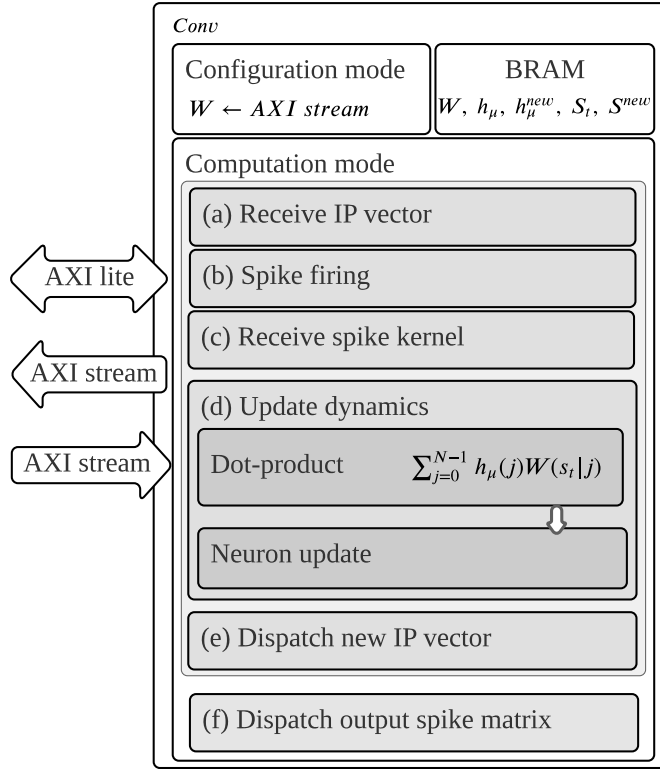 Conv
Configuration mode
W ← AXI stream
BRAM
W, h_μ, h_μ^{new}, S_t, S^{new}
Computation mode
(a) Receive IP vector
(b) Spike firing
(c) Receive spike kernel
(d) Update dynamics
Dot-product ∑_{j=0}^{N−1} h_μ(j)W(s_t|j)
Neuron update
(e) Dispatch new IP vector
(f) Dispatch output spike matrix
AXI lite
AXI stream
AXI stream